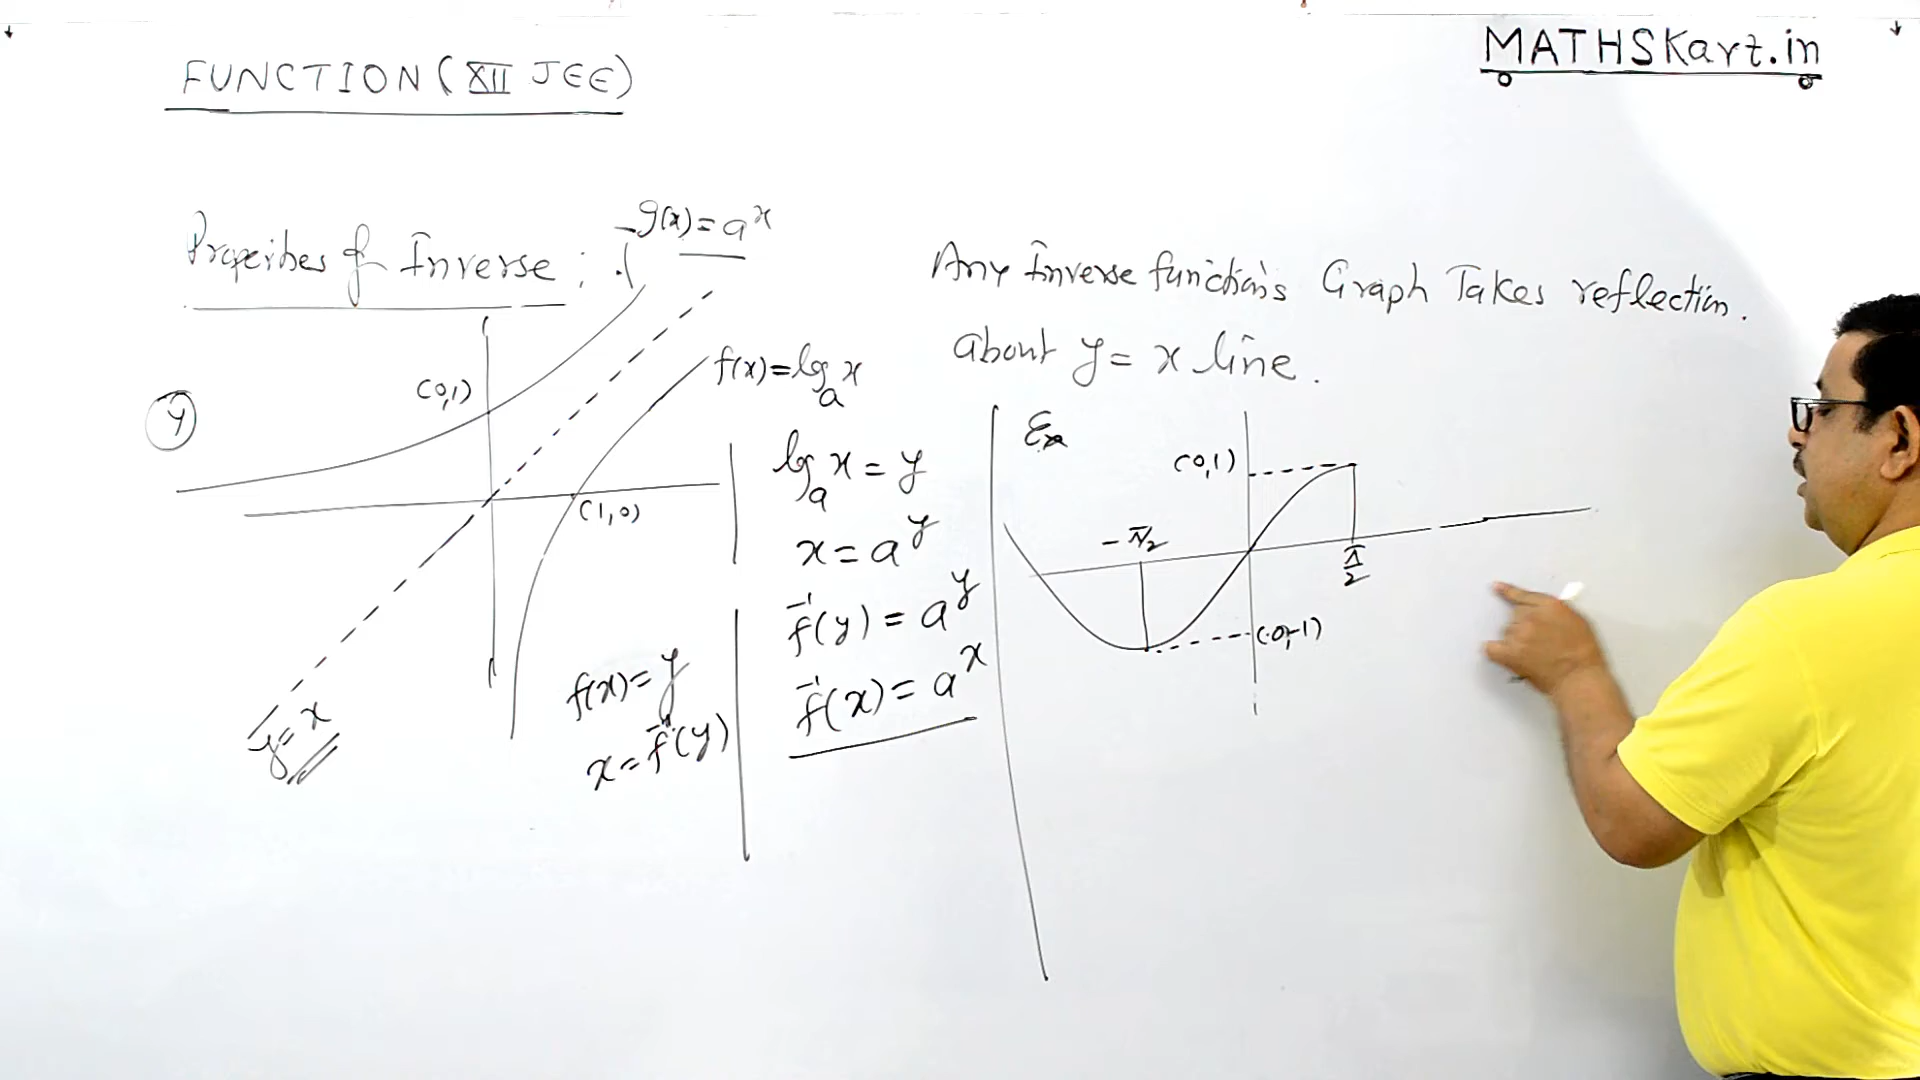 FUNCTION (XII JEE)
MATHSKart.in
Properties of Inverse :
g(x) = a^x
Any Inverse function's Graph Takes reflection.
about y = x line.
4
(0,1)
f(x) = log_a x
(1,0)
y = x
f(x) = y
x = f^-1(y)
log_a x = y
x = a^y
f^-1(y) = a^y
f^-1(x) = a^x
Ex
(0,1)
-π/2
π/2
(0,-1)